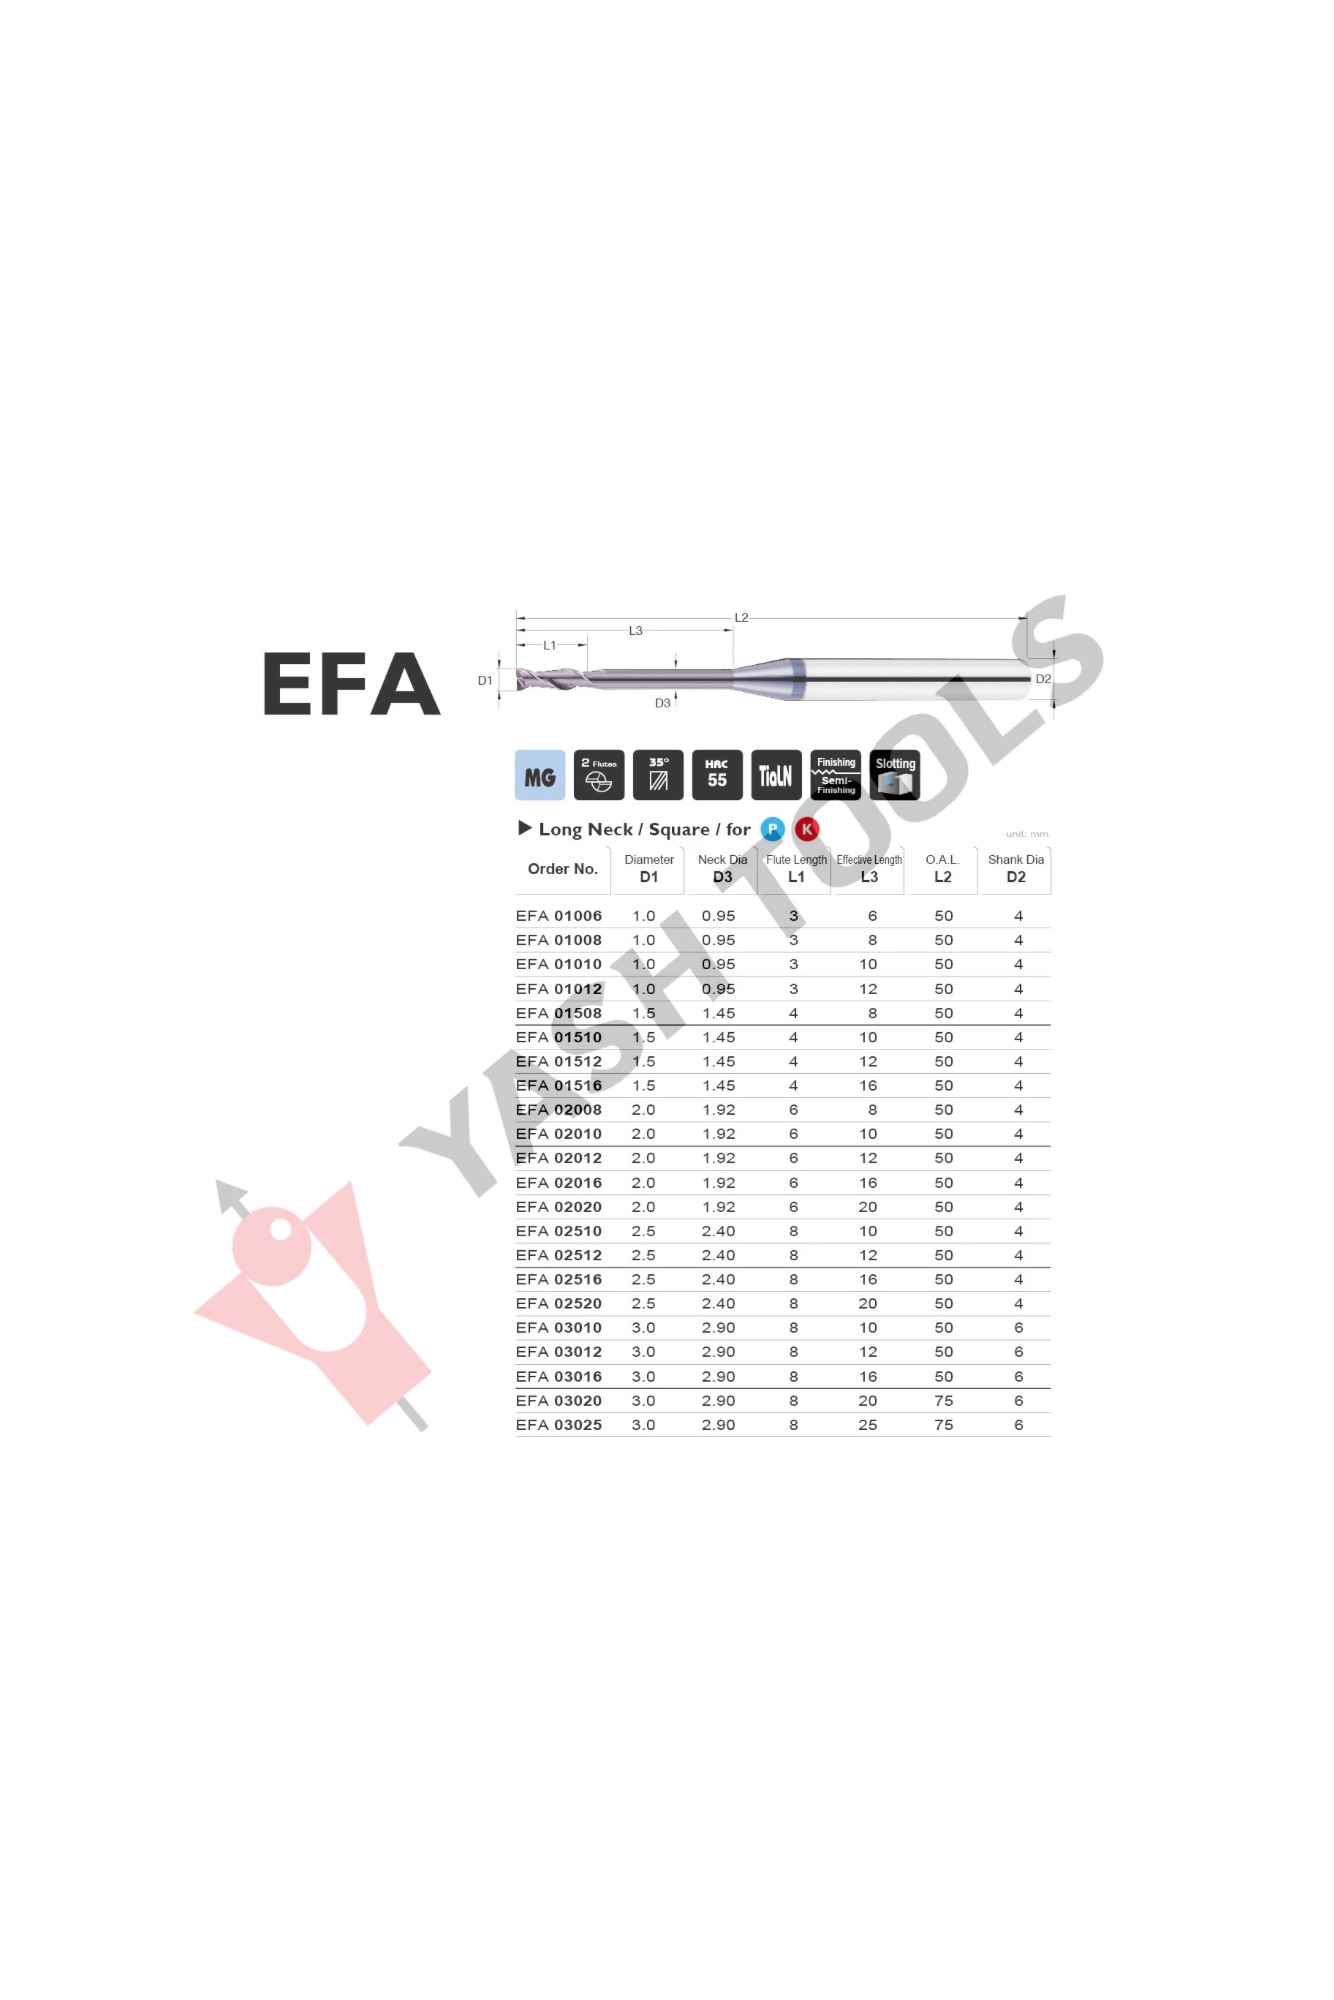 L2
L3
L1
EFA
D1
D2
D3
MG
2 Flutes
35°
HRC
55
TiaLN
Finishing
Semi-
Finishing
Slotting
Long Neck / Square / for P K
unit: mm
Order No. Diameter D1 Neck Dia D3 Flute Length L1 Effective Length L3 O.A.L. L2 Shank Dia D2
EFA 01006 1.0 0.95 3 6 50 4
EFA 01008 1.0 0.95 3 8 50 4
EFA 01010 1.0 0.95 3 10 50 4
EFA 01012 1.0 0.95 3 12 50 4
EFA 01508 1.5 1.45 4 8 50 4
EFA 01510 1.5 1.45 4 10 50 4
EFA 01512 1.5 1.45 4 12 50 4
EFA 01516 1.5 1.45 4 16 50 4
EFA 02008 2.0 1.92 6 8 50 4
EFA 02010 2.0 1.92 6 10 50 4
EFA 02012 2.0 1.92 6 12 50 4
EFA 02016 2.0 1.92 6 16 50 4
EFA 02020 2.0 1.92 6 20 50 4
EFA 02510 2.5 2.40 8 10 50 4
EFA 02512 2.5 2.40 8 12 50 4
EFA 02516 2.5 2.40 8 16 50 4
EFA 02520 2.5 2.40 8 20 50 4
EFA 03010 3.0 2.90 8 10 50 6
EFA 03012 3.0 2.90 8 12 50 6
EFA 03016 3.0 2.90 8 16 50 6
EFA 03020 3.0 2.90 8 20 75 6
EFA 03025 3.0 2.90 8 25 75 6
YASH TOOLS